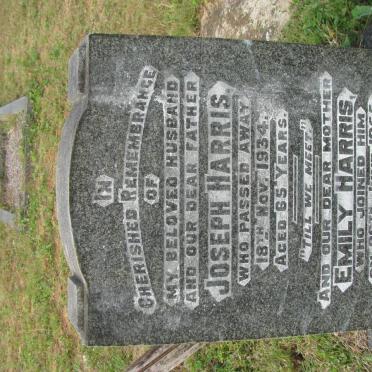 IN
CHERISHED REMEMBRANCE
OF
MY BELOVED HUSBAND
AND OUR DEAR FATHER
JOSEPH HARRIS
WHO PASSED AWAY
18TH NOV. 1934.
AGED 65 YEARS.
"TILL WE MEET"
AND OUR DEAR MOTHER
EMILY HARRIS
WHO JOINED HIM